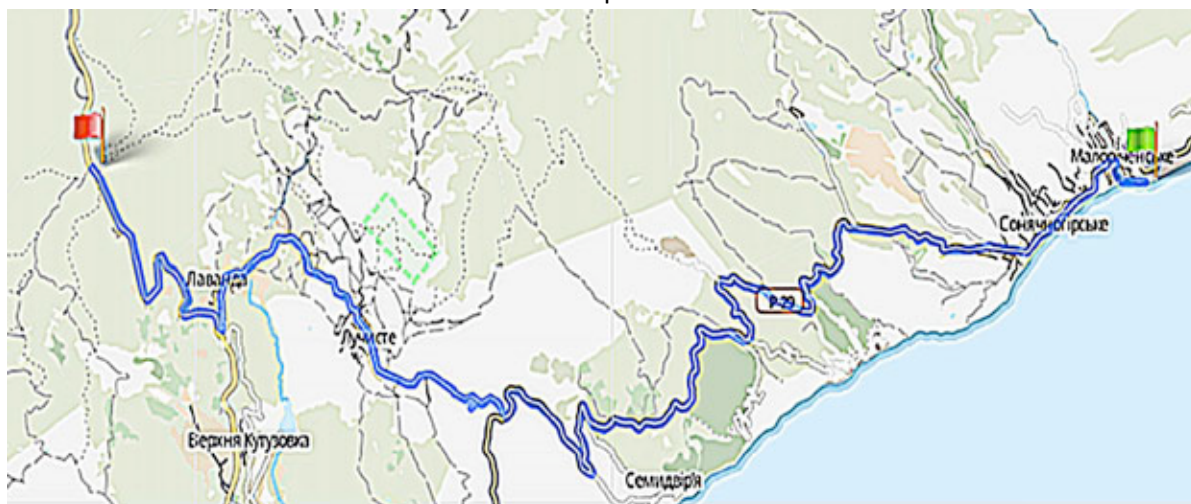 Малоріченське
Сонячногірське
Лаванда
Р-29
Лучисте
Верхня Кутузовка
Семидвір'я